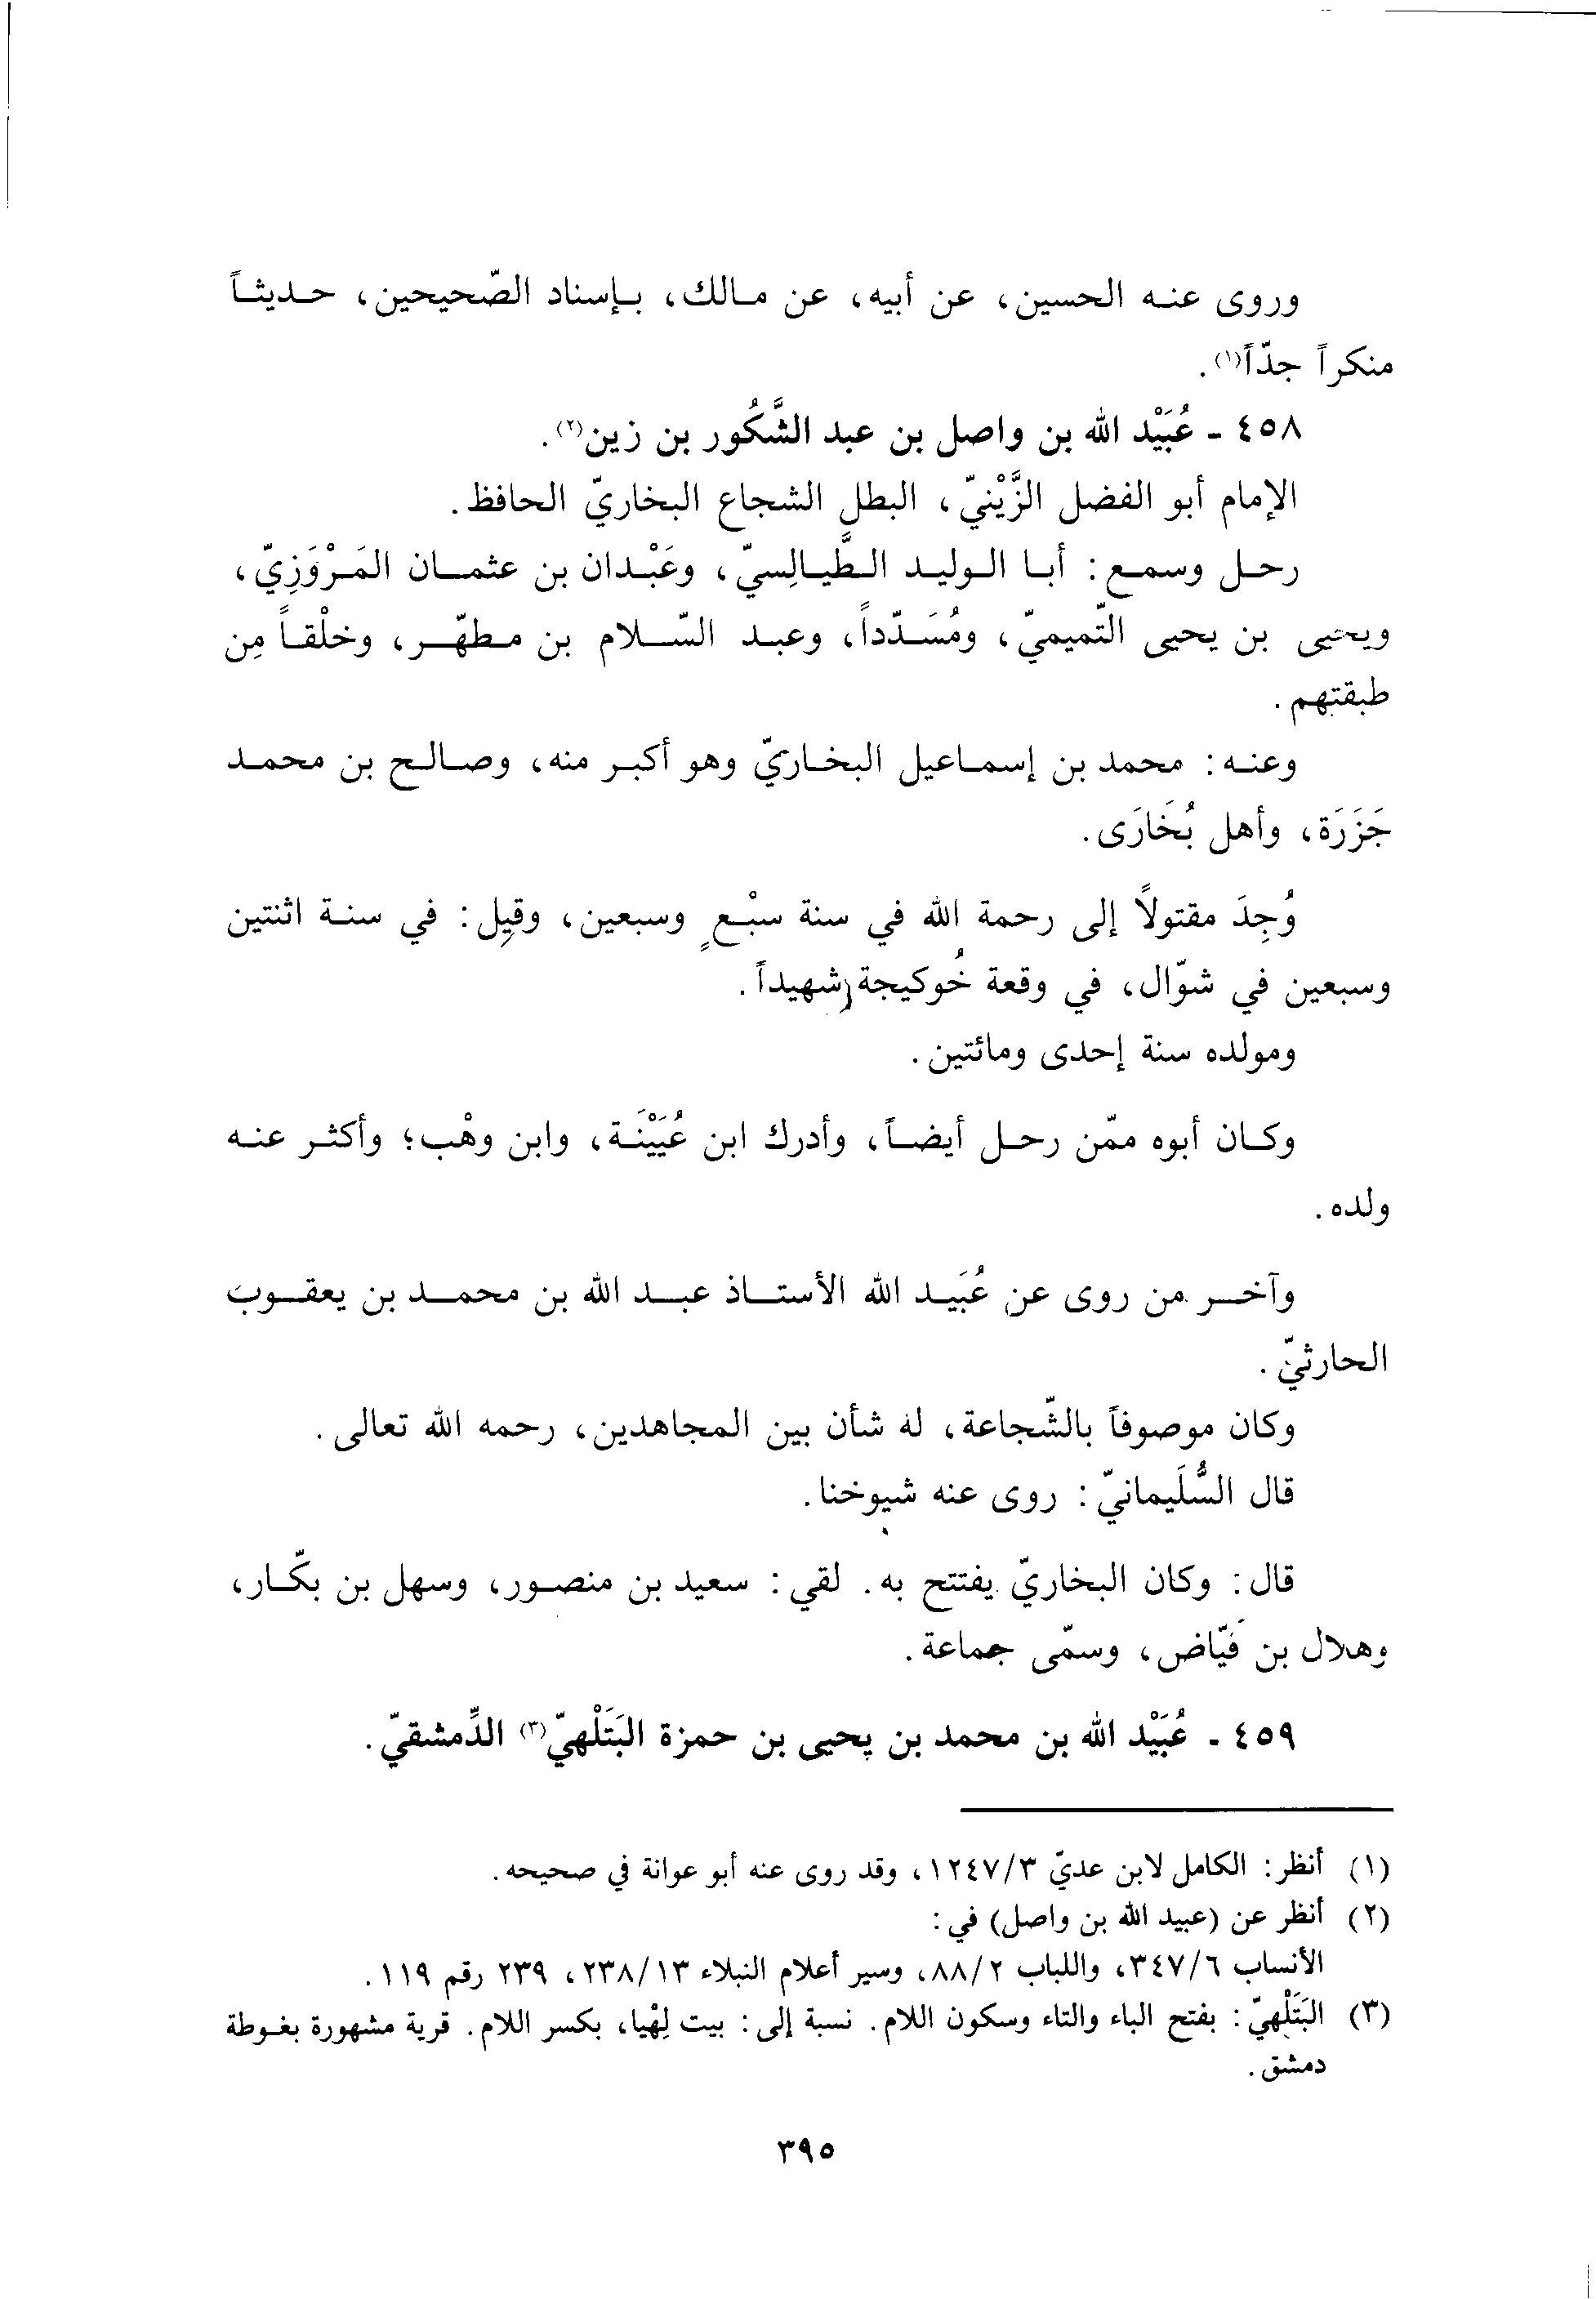 وروى عنه الحسين، عن أبيه، عن مالك، بإسناد الصّحيحين، حديثاً
منكراً جدّاً(١).
٤٥٨ - عُبَيْد الله بن واصل بن عبد الشَّكُور بن زين(٢).
الإمام أبو الفضل الزَّيْنيّ، البطل الشجاع البخاريّ الحافظ.
رحل وسمع: أبا الوليد الطَّيالِسيّ، وعَبْدان بن عثمان المَرْوَزِيّ،
ويحيى بن يحيى التّميميّ، ومُسَدّداً، وعبد السّلام بن مطهّر، وخلْقاً مِن
طبقتهم.
وعنه: محمد بن إسماعيل البخاريّ وهو أكبر منه، وصالح بن محمد
جَزَرَة، وأهل بُخَارَى.
وُجِدَ مقتولاً إلى رحمة الله في سنة سبْعٍ وسبعين، وقيل: في سنة اثنتين
وسبعين في شوّال، في وقعة خُوكيجة شهيداً.
ومولده سنة إحدى ومائتين.
وكان أبوه ممّن رحل أيضاً، وأدرك ابن عُيَيْنَة، وابن وهْب؛ وأكثر عنه
ولده.
وآخر من روى عن عُبَيد الله الأستاذ عبد الله بن محمد بن يعقوب
الحارثيّ.
وكان موصوفاً بالشّجاعة، له شأن بين المجاهدين، رحمه الله تعالى.
قال السُّلَيمانيّ: روى عنه شيوخنا.
قال: وكان البخاريّ يفتتح به. لقي: سعيد بن منصور، وسهل بن بكّار،
وهلال بن فيّاض، وسمّى جماعة.
٤٥٩ - عُبَيْد الله بن محمد بن يحيى بن حمزة البَتَلْهيّ(٣) الدِّمشقيّ.
(١) أنظر: الكامل لابن عديّ ١٢٤٧/٣، وقد روى عنه أبو عوانة في صحيحه.
(٢) أنظر عن (عبيد الله بن واصل) في:
الأنساب ٣٤٧/٦، واللباب ٨٨/٢، وسير أعلام النبلاء ٢٣٨/١٣، ٢٣٩ رقم ١١٩.
(٣) البَتَلْهيّ: بفتح الباء والتاء وسكون اللام. نسبة إلى: بيت لِهْيا، بكسر اللام. قرية مشهورة بغوطة
دمشق.
٣٩٥